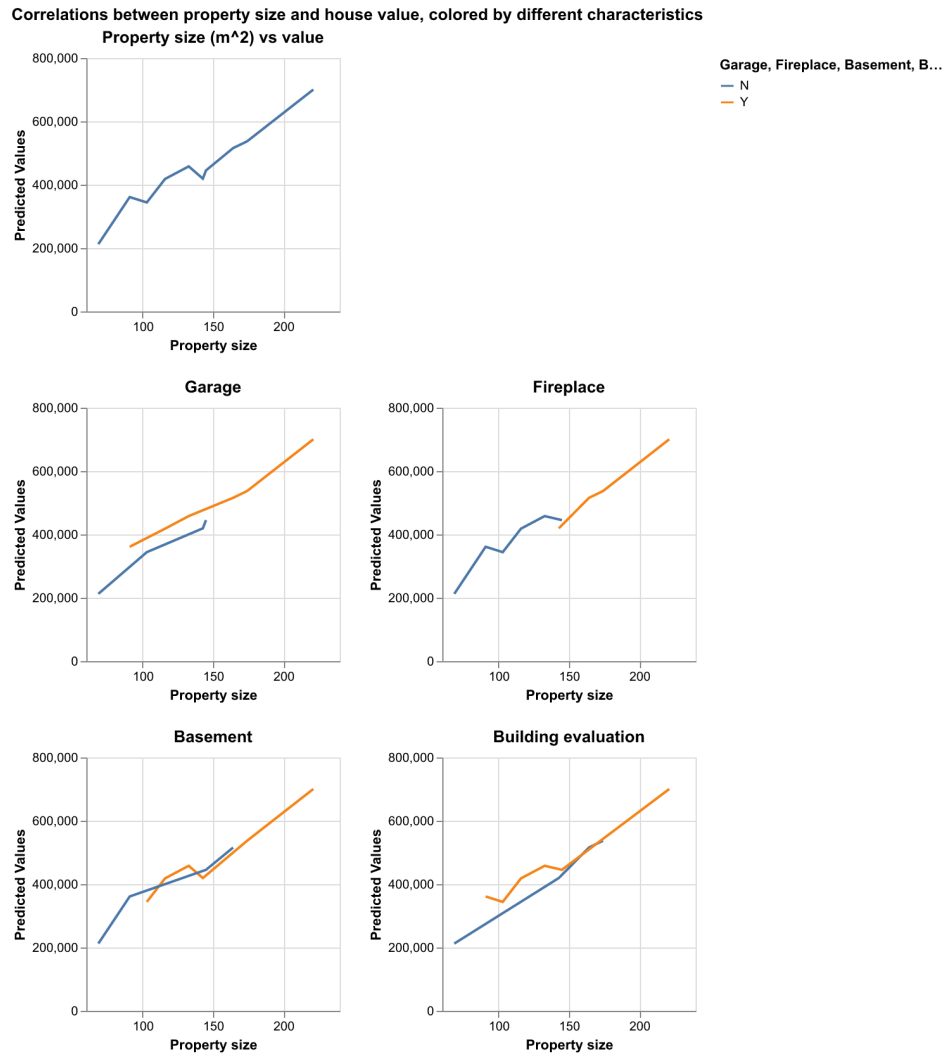 Correlations between property size and house value, colored by different characteristics
Property size (m^2) vs value
800,000
600,000
400,000
200,000
0
Predicted Values
100 150 200
Property size
Garage, Fireplace, Basement, B…
N
Y
Garage
800,000
600,000
400,000
200,000
0
Predicted Values
100 150 200
Property size
Fireplace
800,000
600,000
400,000
200,000
0
Predicted Values
100 150 200
Property size
Basement
800,000
600,000
400,000
200,000
0
Predicted Values
100 150 200
Property size
Building evaluation
800,000
600,000
400,000
200,000
0
Predicted Values
100 150 200
Property size